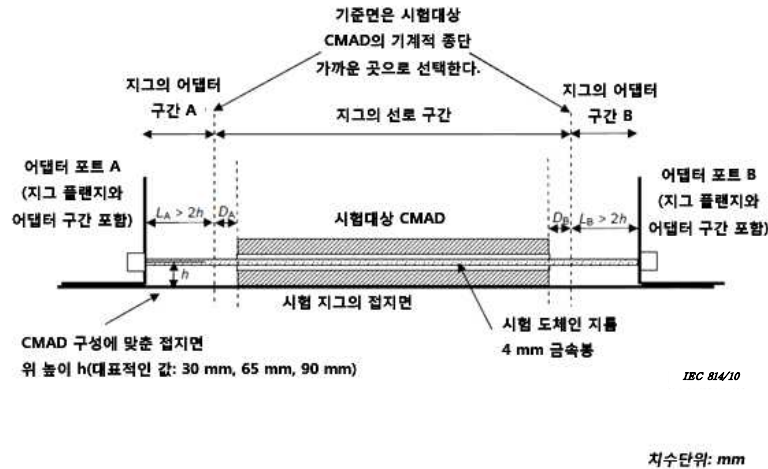 기준면은 시험대상
CMAD의 기계적 종단
가까운 곳으로 선택한다.
지그의 어댑터
구간 A
지그의 선로 구간
지그의 어댑터
구간 B
어댑터 포트 A
(지그 플랜지와
어댑터 구간 포함)
어댑터 포트 B
(지그 플랜지와
어댑터 구간 포함)
LA > 2h
DA
시험대상 CMAD
DB
LB > 2h
h
시험 지그의 접지면
CMAD 구성에 맞춘 접지면
위 높이 h(대표적인 값: 30 mm, 65 mm, 90 mm)
시험 도체인 지름
4 mm 금속봉
IEC 814/10
치수단위: mm